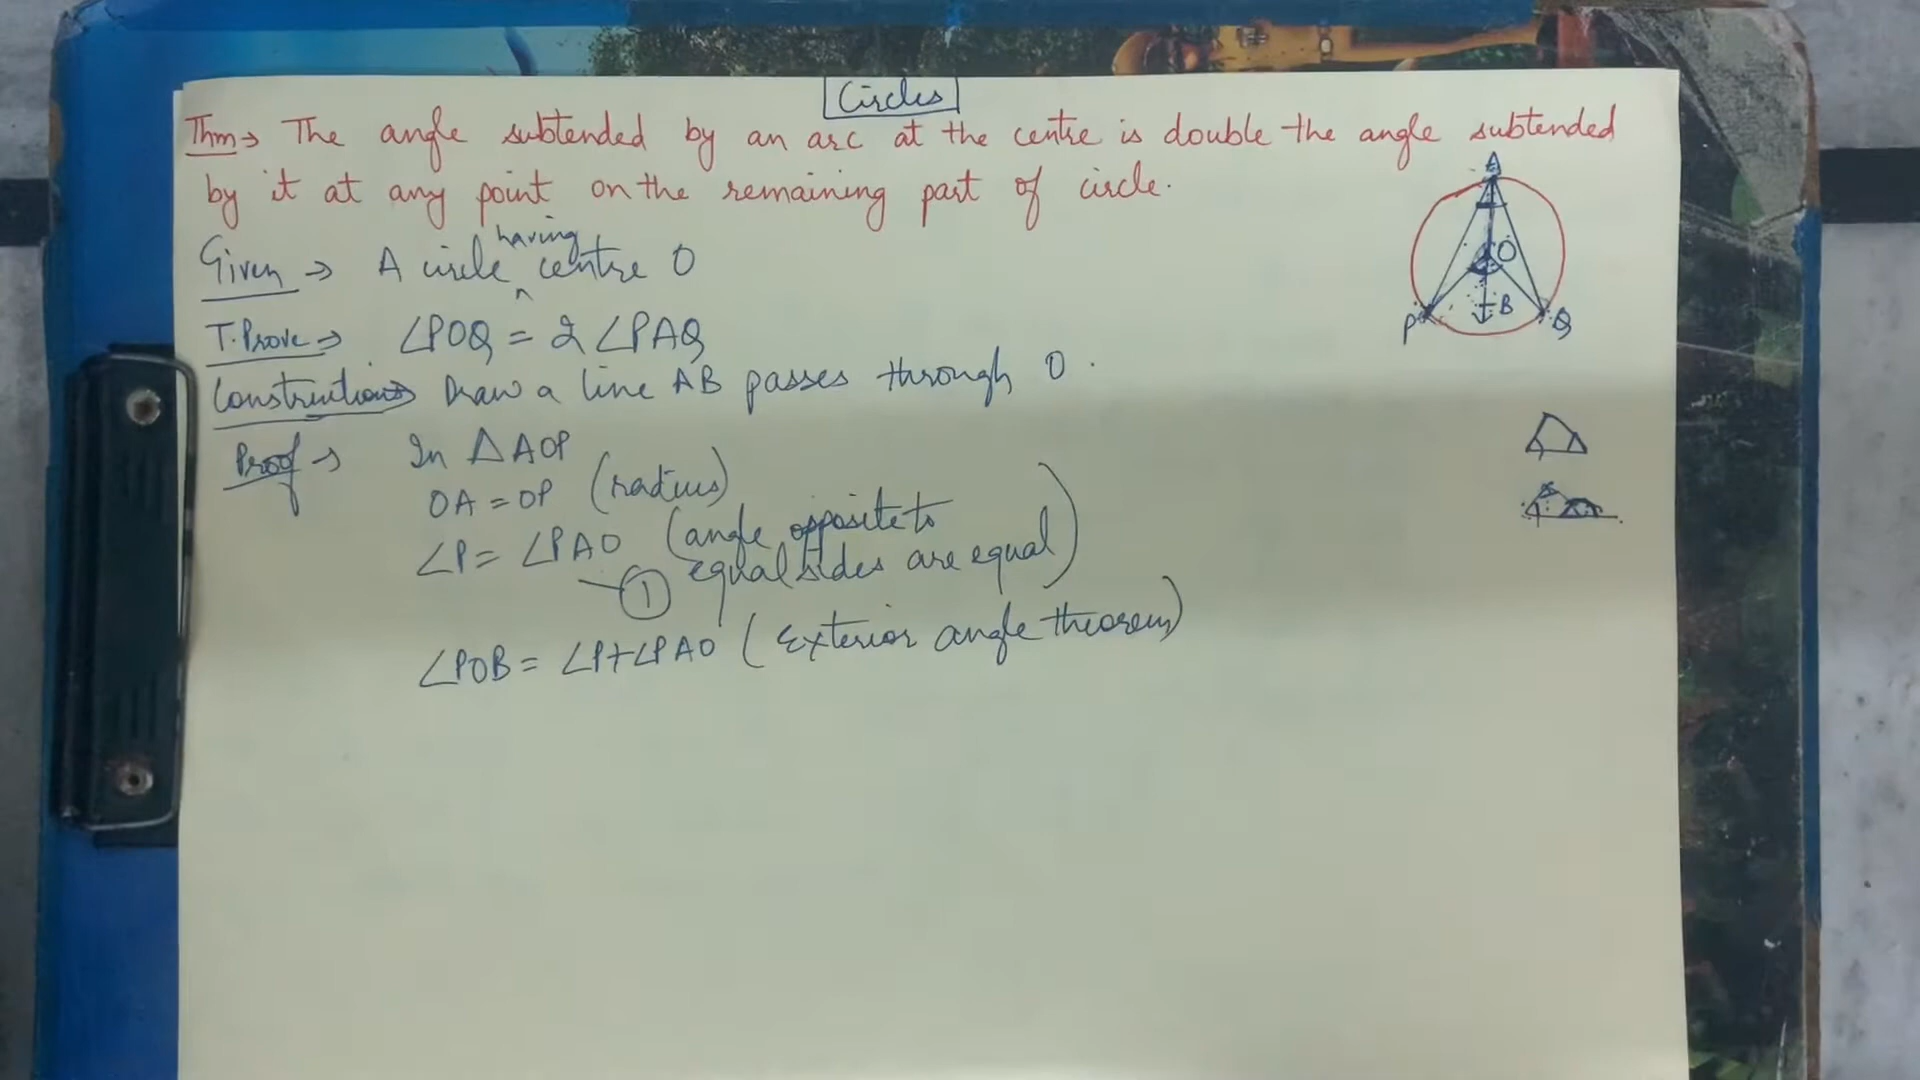 Circles
Thm→ The angle subtended by an arc at the centre is double the angle subtended
by it at any point on the remaining part of circle.
Given → A circle having centre O
T.Prove → ∠POQ = 2 ∠PAQ
Construction→ Draw a line AB passes through O.
Proof → In △AOP
OA = OP (radius)
∠P = ∠PAO (angle opposite to
equal sides are equal)
— ①
∠POB = ∠P+∠PAO (Exterior angle theorem)
A
O
B
P
Q